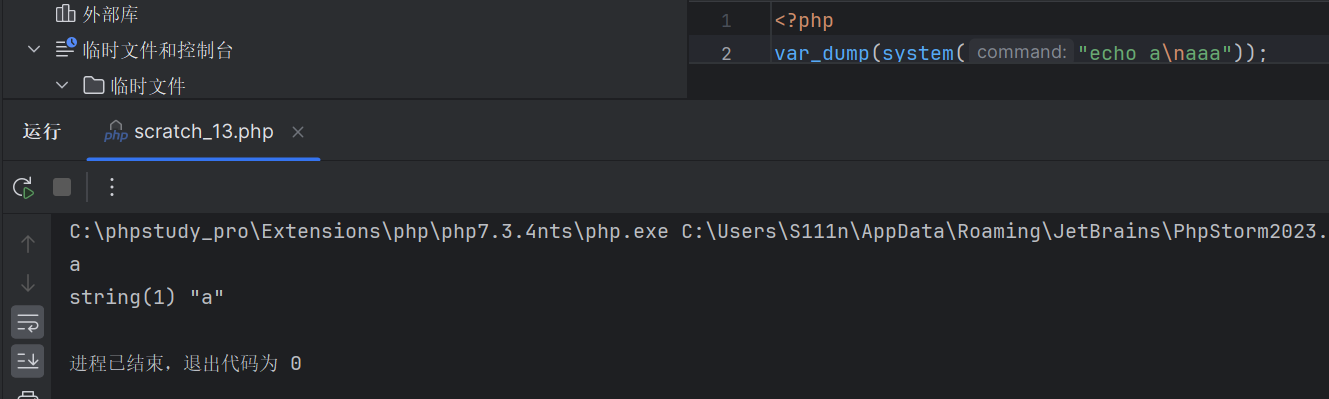 外部库
临时文件和控制台
临时文件
1 <?php
2 var_dump(system( command: "echo a\naaa"));
运行 php scratch_13.php ×
C:\phpstudy_pro\Extensions\php\php7.3.4nts\php.exe C:\Users\S111n\AppData\Roaming\JetBrains\PhpStorm2023.
a
string(1) "a"
进程已结束，退出代码为 0